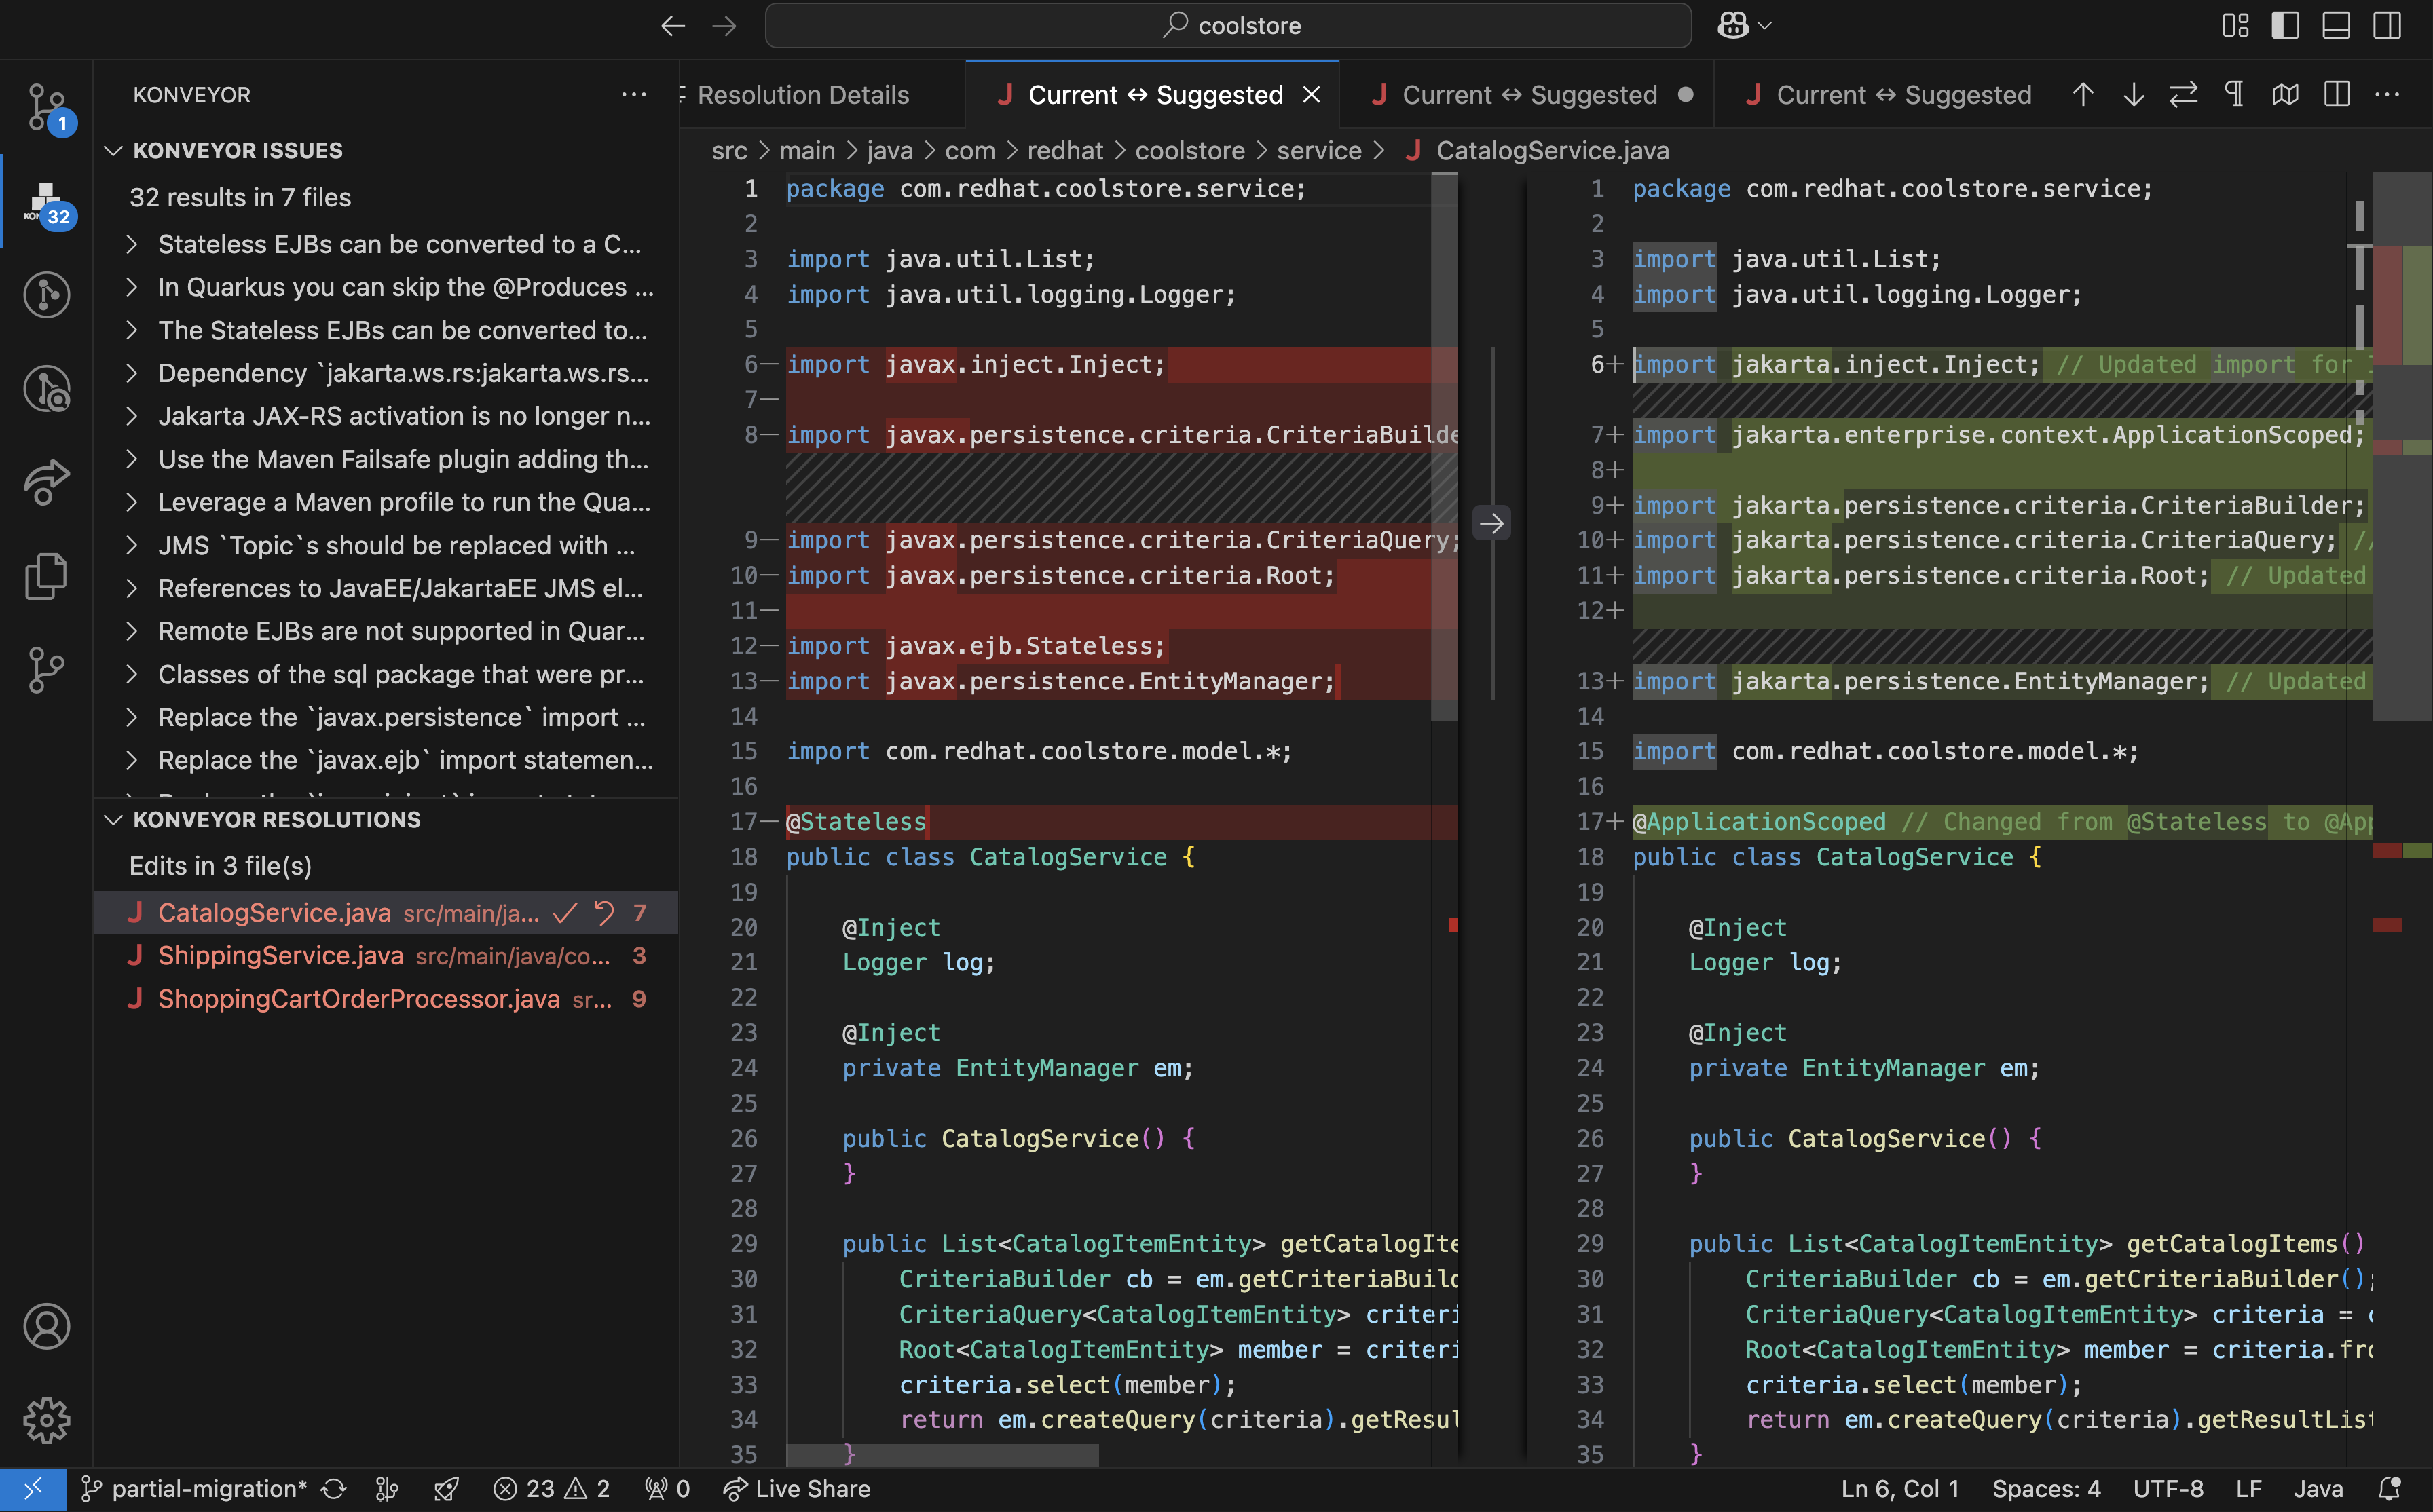 coolstore
KONVEYOR
Resolution Details
Current ↔ Suggested
Current ↔ Suggested
Current ↔ Suggested
1
32
KONVEYOR ISSUES
32 results in 7 files
Stateless EJBs can be converted to a C...
In Quarkus you can skip the @Produces ...
The Stateless EJBs can be converted to...
Dependency `jakarta.ws.rs:jakarta.ws.rs...
Jakarta JAX-RS activation is no longer n...
Use the Maven Failsafe plugin adding th...
Leverage a Maven profile to run the Qua...
JMS `Topic`s should be replaced with ...
References to JavaEE/JakartaEE JMS el...
Remote EJBs are not supported in Quar...
Classes of the sql package that were pr...
Replace the `javax.persistence` import ...
Replace the `javax.ejb` import statemen...
KONVEYOR RESOLUTIONS
Edits in 3 file(s)
CatalogService.java src/main/ja... 7
ShippingService.java src/main/java/co... 3
ShoppingCartOrderProcessor.java sr... 9
src > main > java > com > redhat > coolstore > service > CatalogService.java
1 package com.redhat.coolstore.service;
2
3 import java.util.List;
4 import java.util.logging.Logger;
5
6— import javax.inject.Inject;
7—
8— import javax.persistence.criteria.CriteriaBuilde
9— import javax.persistence.criteria.CriteriaQuery;
10— import javax.persistence.criteria.Root;
11—
12— import javax.ejb.Stateless;
13— import javax.persistence.EntityManager;
14
15 import com.redhat.coolstore.model.*;
16
17— @Stateless
18 public class CatalogService {
19
20 @Inject
21 Logger log;
22
23 @Inject
24 private EntityManager em;
25
26 public CatalogService() {
27 }
28
29 public List<CatalogItemEntity> getCatalogIte
30 CriteriaBuilder cb = em.getCriteriaBuild
31 CriteriaQuery<CatalogItemEntity> criteri
32 Root<CatalogItemEntity> member = criteri
33 criteria.select(member);
34 return em.createQuery(criteria).getResul
35 }
1 package com.redhat.coolstore.service;
2
3 import java.util.List;
4 import java.util.logging.Logger;
5
6+ import jakarta.inject.Inject; // Updated import for
7+ import jakarta.enterprise.context.ApplicationScoped;
8+
9+ import jakarta.persistence.criteria.CriteriaBuilder;
10+ import jakarta.persistence.criteria.CriteriaQuery; //
11+ import jakarta.persistence.criteria.Root; // Updated
12+
13+ import jakarta.persistence.EntityManager; // Updated
14
15 import com.redhat.coolstore.model.*;
16
17+ @ApplicationScoped // Changed from @Stateless to @App
18 public class CatalogService {
19
20 @Inject
21 Logger log;
22
23 @Inject
24 private EntityManager em;
25
26 public CatalogService() {
27 }
28
29 public List<CatalogItemEntity> getCatalogItems()
30 CriteriaBuilder cb = em.getCriteriaBuilder();
31 CriteriaQuery<CatalogItemEntity> criteria = c
32 Root<CatalogItemEntity> member = criteria.fro
33 criteria.select(member);
34 return em.createQuery(criteria).getResultList
35 }
partial-migration* 23 2 0 Live Share
Ln 6, Col 1 Spaces: 4 UTF-8 LF Java